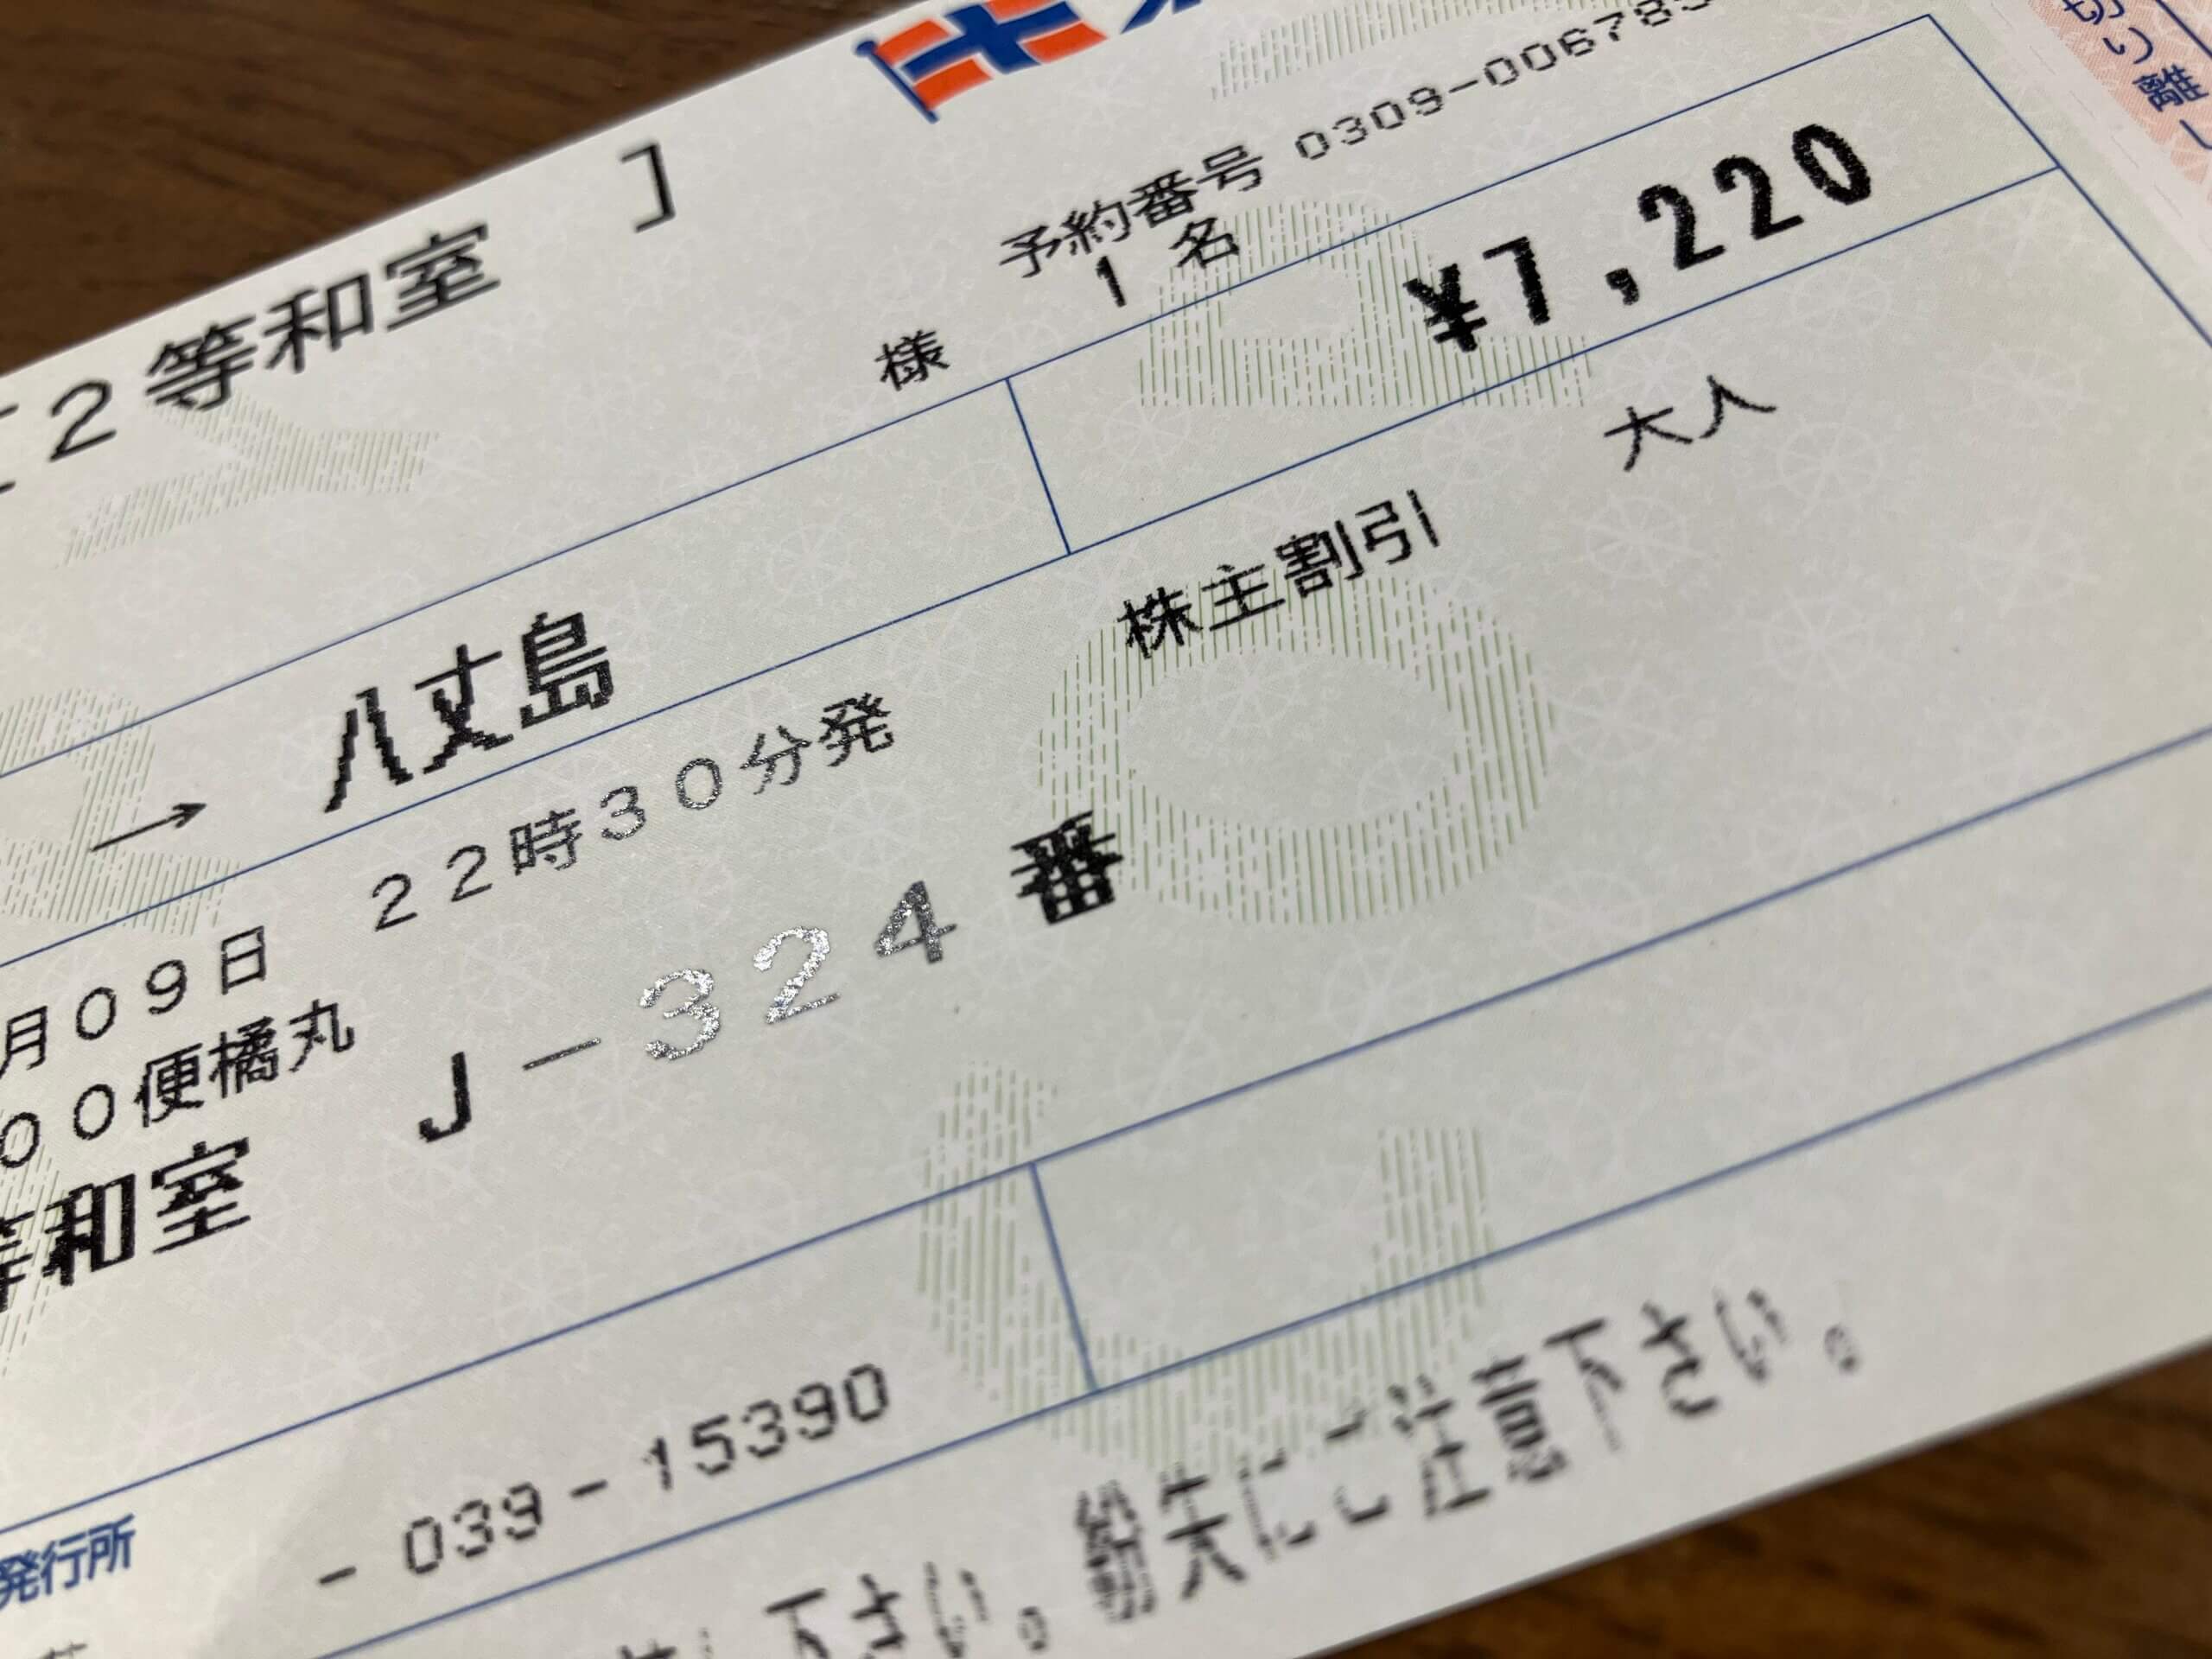 ２等和室　］
予約番号 0309-00678
様　1 名
¥7,220
→　八丈島
大人
月０９日　２２時３０分発　株主割引
００便橘丸
等和室　J－３２４番
発行所　- 039 - 15390
下さい。紛失にご注意下さい。
切り離し